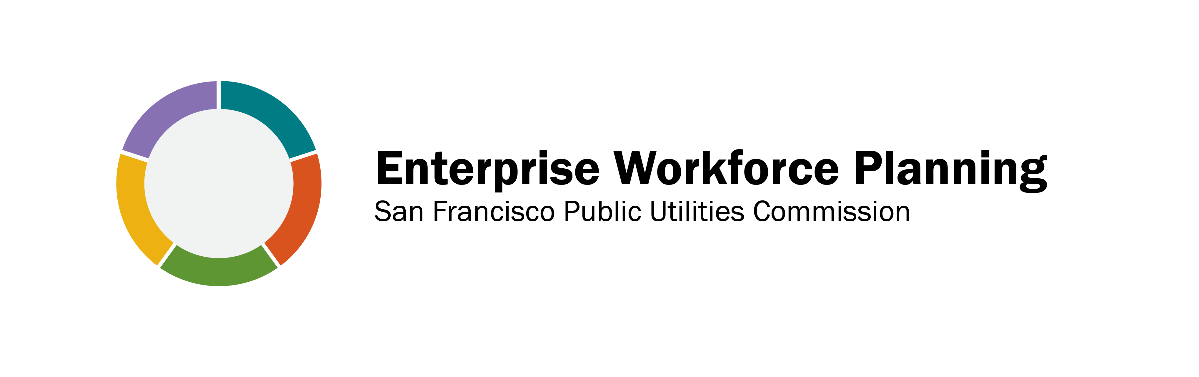 Enterprise Workforce Planning
San Francisco Public Utilities Commission